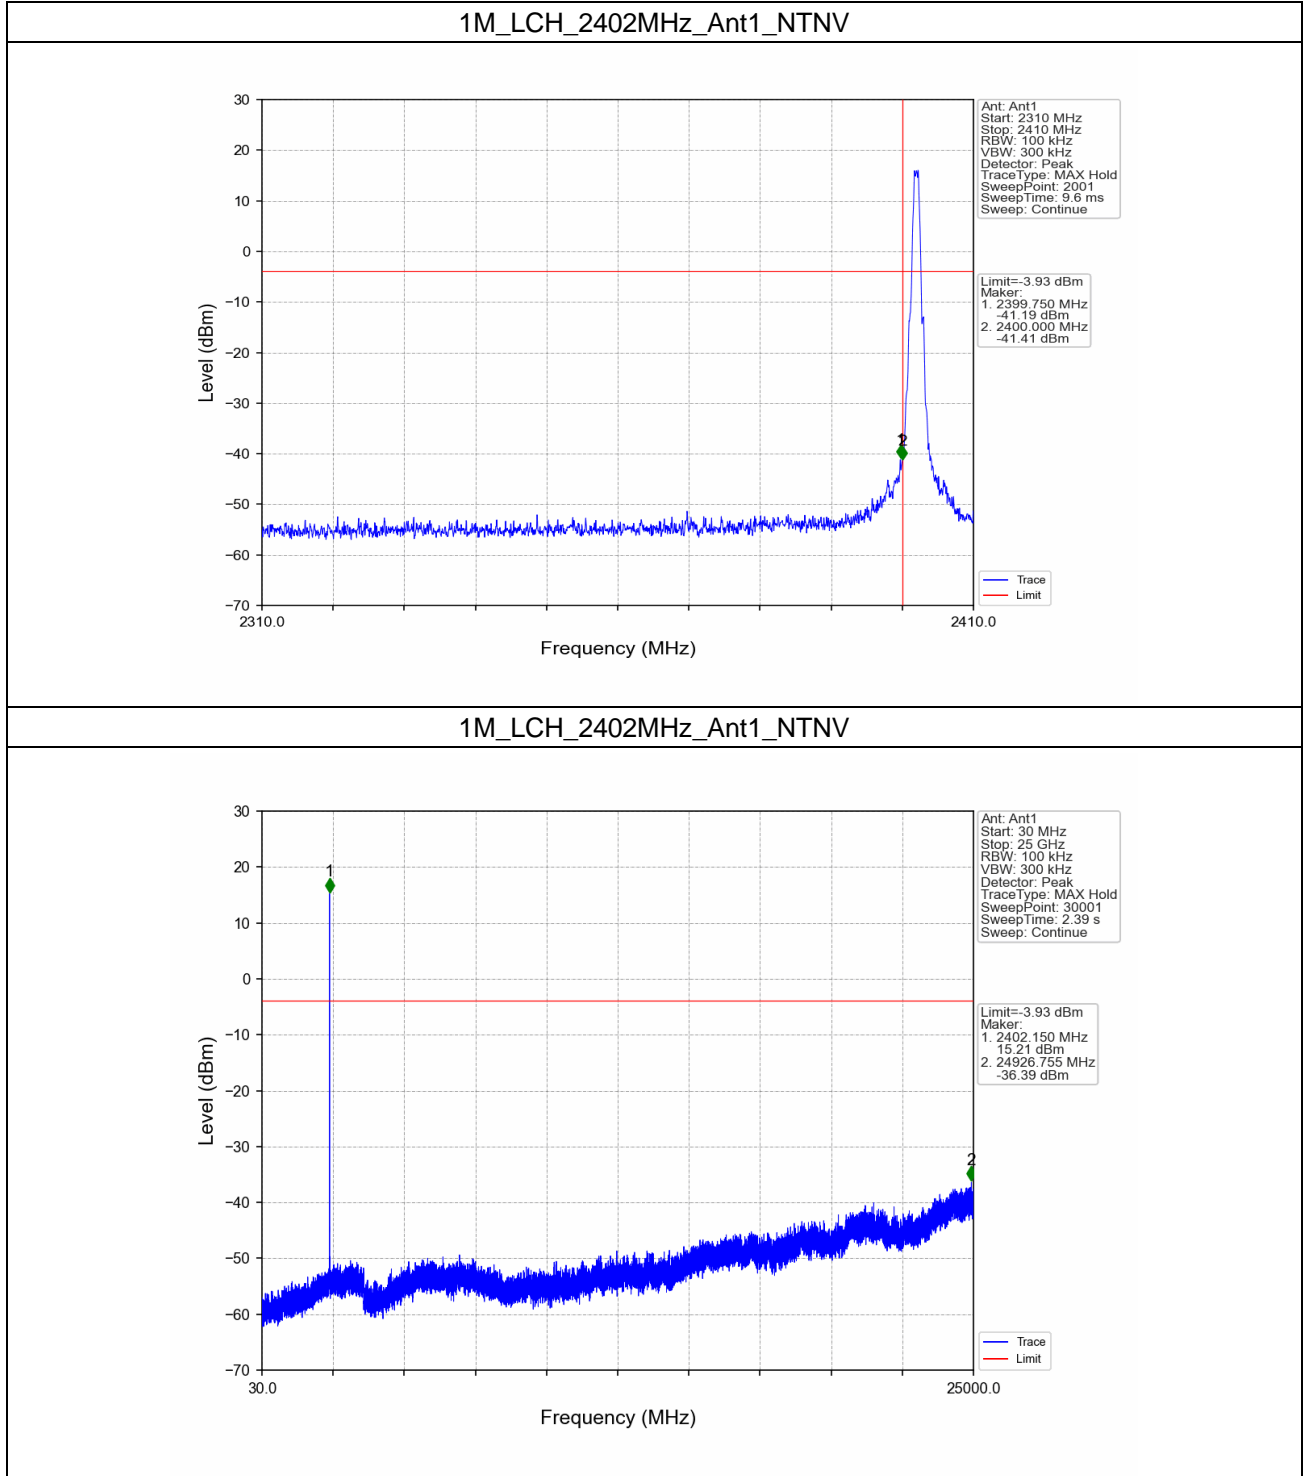 1M_LCH_2402MHz_Ant1_NTNV
30
20
10
0
−10
−20
−30
−40
−50
−60
−70
Level (dBm)
2310.0
2410.0
Frequency (MHz)
1
2
Ant: Ant1
Start: 2310 MHz
Stop: 2410 MHz
RBW: 100 kHz
VBW: 300 kHz
Detector: Peak
TraceType: MAX Hold
SweepPoint: 2001
SweepTime: 9.6 ms
Sweep: Continue
Limit=-3.93 dBm
Maker:
1. 2399.750 MHz
-41.19 dBm
2. 2400.000 MHz
-41.41 dBm
Trace
Limit
1M_LCH_2402MHz_Ant1_NTNV
30
20
10
0
−10
−20
−30
−40
−50
−60
−70
Level (dBm)
30.0
25000.0
Frequency (MHz)
1
2
Ant: Ant1
Start: 30 MHz
Stop: 25 GHz
RBW: 100 kHz
VBW: 300 kHz
Detector: Peak
TraceType: MAX Hold
SweepPoint: 30001
SweepTime: 2.39 s
Sweep: Continue
Limit=-3.93 dBm
Maker:
1. 2402.150 MHz
15.21 dBm
2. 24926.755 MHz
-36.39 dBm
Trace
Limit